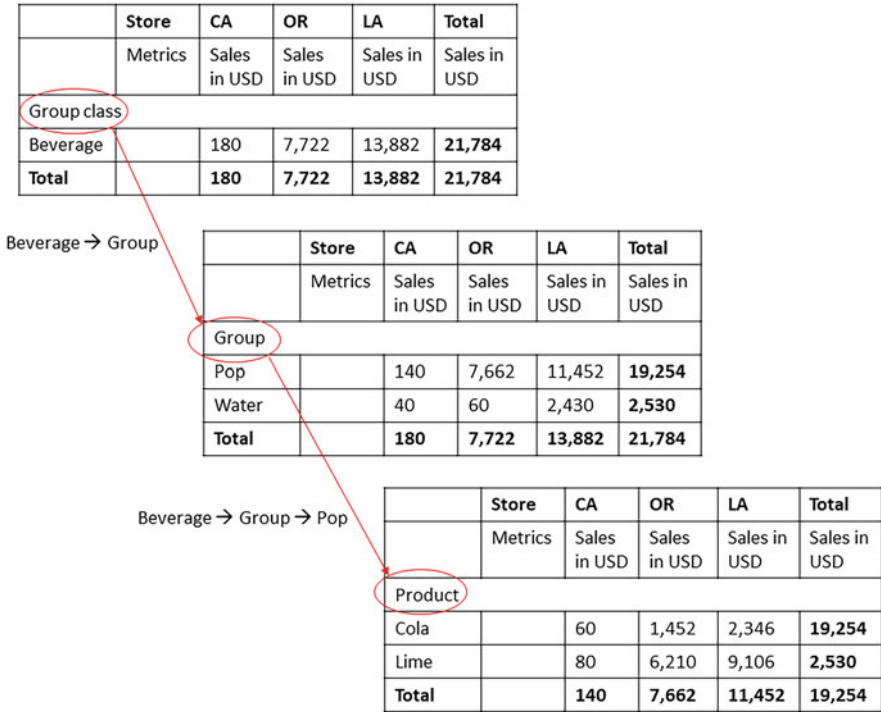 Store CA OR LA Total
Metrics Sales in USD Sales in USD Sales in USD Sales in USD
Group class
Beverage 180 7,722 13,882 21,784
Total 180 7,722 13,882 21,784
Beverage → Group
Store CA OR LA Total
Metrics Sales in USD Sales in USD Sales in USD Sales in USD
Group
Pop 140 7,662 11,452 19,254
Water 40 60 2,430 2,530
Total 180 7,722 13,882 21,784
Beverage → Group → Pop
Store CA OR LA Total
Metrics Sales in USD Sales in USD Sales in USD Sales in USD
Product
Cola 60 1,452 2,346 19,254
Lime 80 6,210 9,106 2,530
Total 140 7,662 11,452 19,254